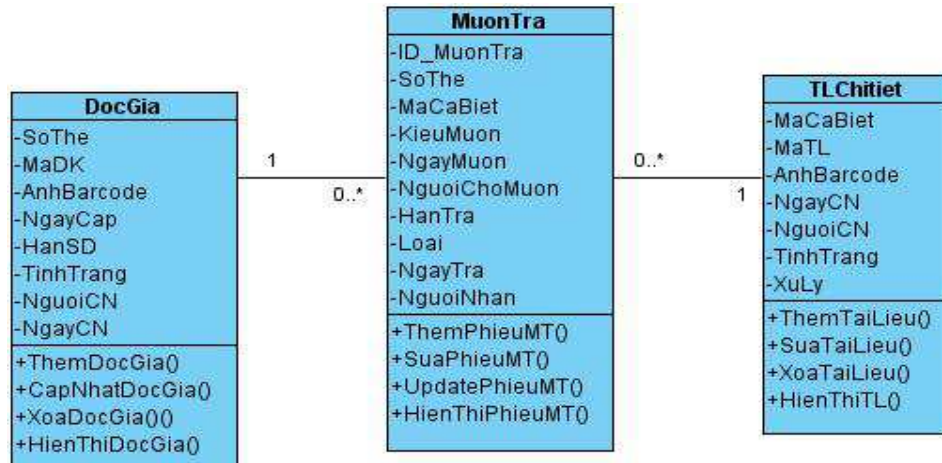 DocGia
-SoThe
-MaDK
-AnhBarcode
-NgayCap
-HanSD
-TinhTrang
-NguoiCN
-NgayCN
+ThemDocGia()
+CapNhatDocGia()
+XoaDocGia()()
+HienThiDocGia()
1
0..*
MuonTra
-ID_MuonTra
-SoThe
-MaCaBiet
-KieuMuon
-NgayMuon
-NguoiChoMuon
-HanTra
-Loai
-NgayTra
-NguoiNhan
+ThemPhieuMT()
+SuaPhieuMT()
+UpdatePhieuMT()
+HienThiPhieuMT()
0..*
1
TLChitiet
-MaCaBiet
-MaTL
-AnhBarcode
-NgayCN
-NguoiCN
-TinhTrang
-XuLy
+ThemTaiLieu()
+SuaTaiLieu()
+XoaTaiLieu()
+HienThiTL()